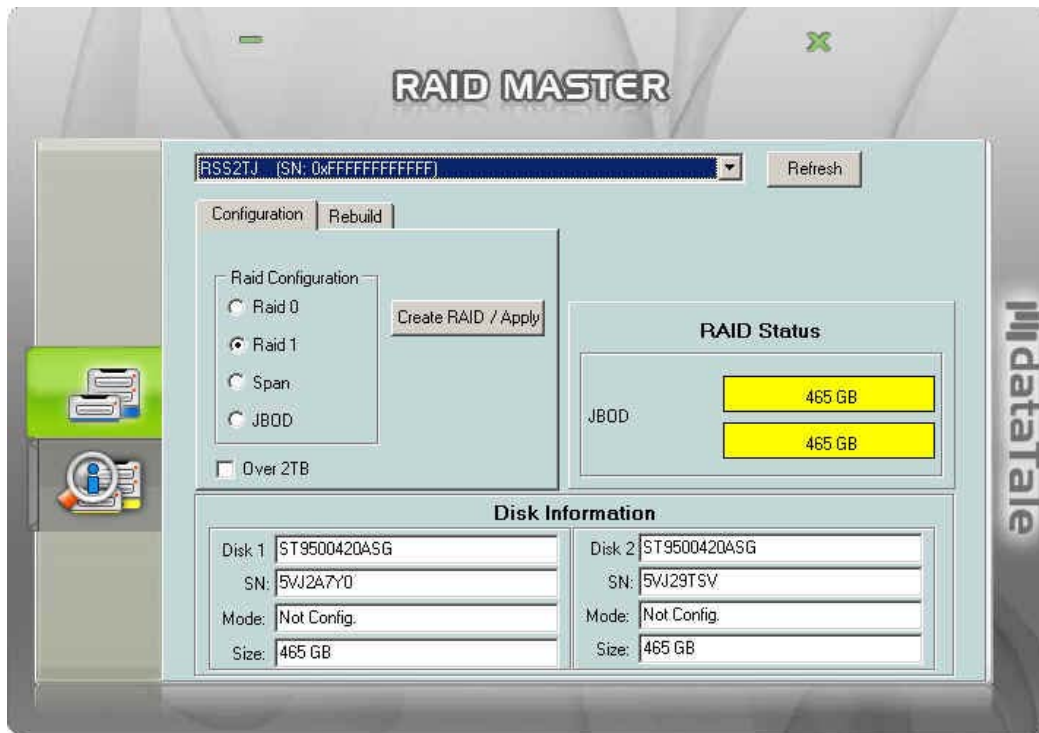 RAID MASTER
RSS2TJ (SN: 0xFFFFFFFFFFFF)
Refresh
Configuration
Rebuild
Raid Configuration
Raid 0
Raid 1
Span
JBOD
Create RAID / Apply
Over 2TB
RAID Status
JBOD
465 GB
465 GB
Disk Information
Disk 1 ST9500420ASG
SN: 5VJ2A7Y0
Mode: Not Config.
Size: 465 GB
Disk 2 ST9500420ASG
SN: 5VJ29TSV
Mode: Not Config.
Size: 465 GB
dataTale